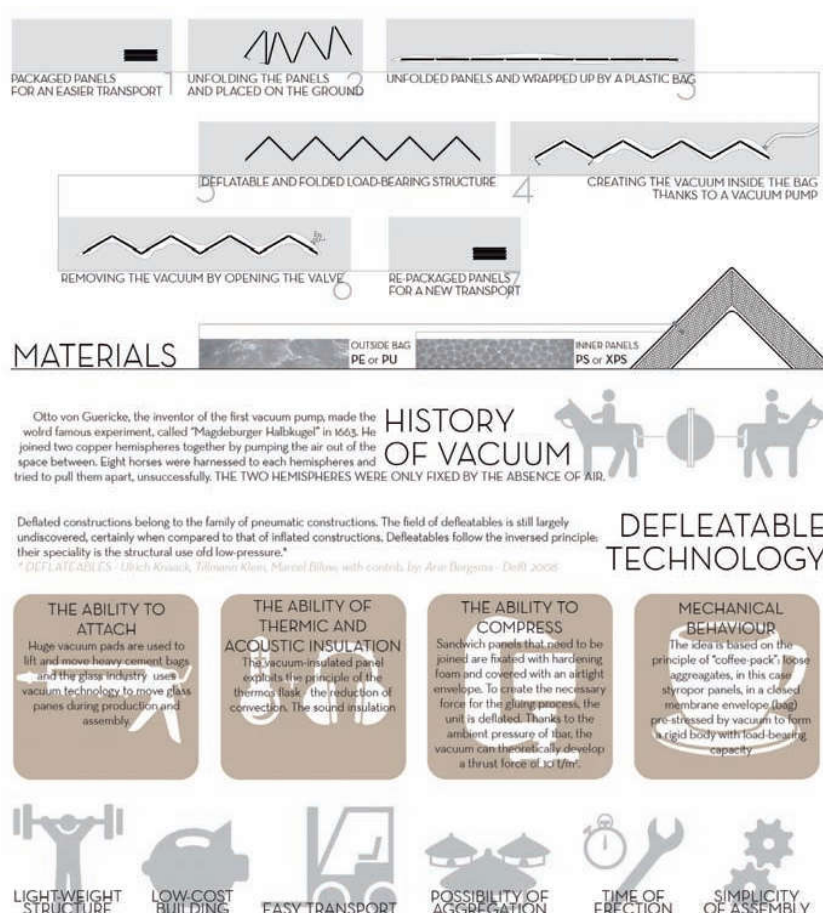 PACKAGED PANELS
FOR AN EASIER TRANSPORT
1
UNFOLDING THE PANELS
AND PLACED ON THE GROUND
2
UNFOLDED PANELS AND WRAPPED UP BY A PLASTIC BAG
3
CREATING THE VACUUM INSIDE THE BAG
THANKS TO A VACUUM PUMP
4
DEFLATABLE AND FOLDED LOAD-BEARING STRUCTURE
5
REMOVING THE VACUUM BY OPENING THE VALVE
6
RE-PACKAGED PANELS
FOR A NEW TRANSPORT
7
MATERIALS
OUTSIDE BAG
PE or PU
INNER PANELS
PS or XPS
HISTORY
OF VACUUM
Otto von Guericke, the inventor of the first vacuum pump, made the
wolrd famous experiment, called "Magdeburger Halbkugel" in 1663. He
joined two copper hemispheres together by pumping the air out of the
space between. Eight horses were harnessed to each hemispheres and
tried to pull them apart, unsuccessfully. THE TWO HEMISPHERES WERE ONLY FIXED BY THE ABSENCE OF AIR.
DEFLEATABLE
TECHNOLOGY
Deflated constructions belong to the family of pneumatic constructions. The field of defleatables is still largely
undiscovered, certainly when compared to that of inflated constructions. Defleatables follow the inversed principle;
their speciality is the structural use ofd low-pressure.*
* DEFLATEABLES - Ulrich Knaack, Tillmann Klein, Marcel Bilow, with contrib. by: Arie Bergsma - Delft 2008
THE ABILITY TO
ATTACH
Huge vacuum pads are used to
lift and move heavy cement bags
and the glass industry uses
vacuum technology to move glass
panes during production and
assembly.
THE ABILITY OF
THERMIC AND
ACOUSTIC INSULATION
The vacuum-insulated panel
exploits the principle of the
thermos flask the reduction of
convection. The sound insulation
THE ABILITY TO
COMPRESS
Sandwich panels that need to be
joined are fixated with hardening
foam and covered with an airtight
envelope. To create the necessary
force for the gluing process, the
unit is deflated. Thanks to the
ambient pressure of 1bar, the
vacuum can theoretically develop
a thrust force of 10 t/m².
MECHANICAL
BEHAVIOUR
The idea is based on the
principle of "coffee-pack": loose
aggreagates, in this case
styropor panels, in a closed
membrane envelope (bag)
pre-stressed by vacuum to form
a rigid body with load-bearing
capacity
LIGHT-WEIGHT
STRUCTURE
LOW-COST
BUILDING
EASY TRANSPORT
POSSIBILITY OF
AGGREGATION
TIME OF
ERECTION
SIMPLICITY
OF ASSEMBLY